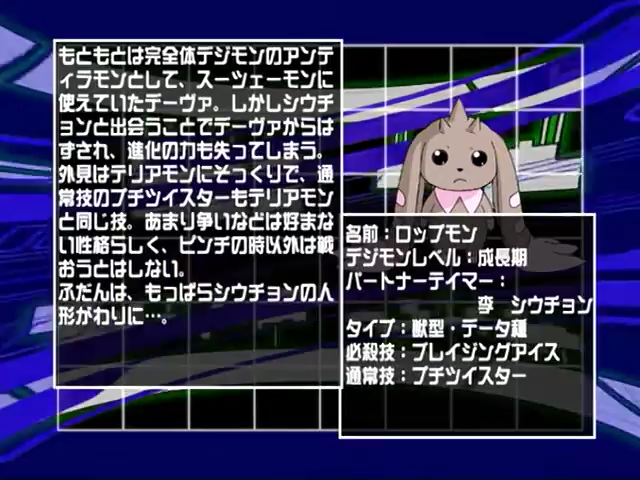 もともとは完全体デジモンのアンテ
ィラモンとして、スーツェーモンに
使えていたデーヴァ。しかしシウチ
ョンと出会うことでデーヴァからは
ずされ、進化の力も失ってしまう。
外見はテリアモンにそっくりで、通
常技のプチツイスターもテリアモン
と同じ技。あまり争いなどは好まな
い性格らしく、ピンチの時以外は戦
おうとはしない。
ふだんは、もっぱらシウチョンの人
形がわりに…。
名前：ロップモン
デジモンレベル：成長期
パートナーテイマー：
李　シウチョン
タイプ：獣型・データ種
必殺技：ブレイジングアイス
通常技：プチツイスター